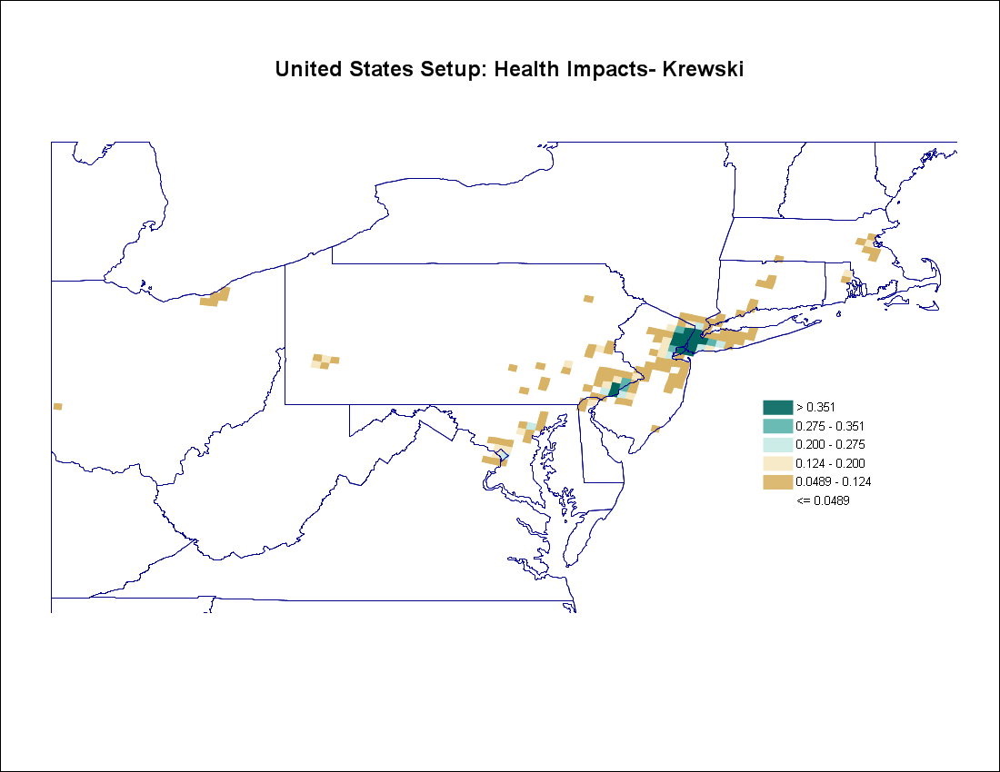 United States Setup: Health Impacts- Krewski
> 0.351
0.275 - 0.351
0.200 - 0.275
0.124 - 0.200
0.0489 - 0.124
<= 0.0489